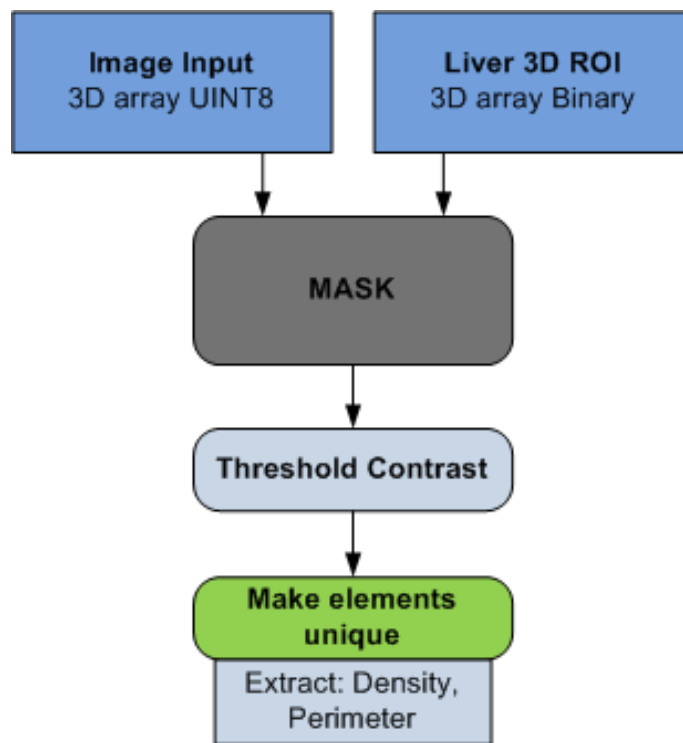 Image Input
3D array UINT8
Liver 3D ROI
3D array Binary
MASK
Threshold Contrast
Make elements
unique
Extract: Density,
Perimeter